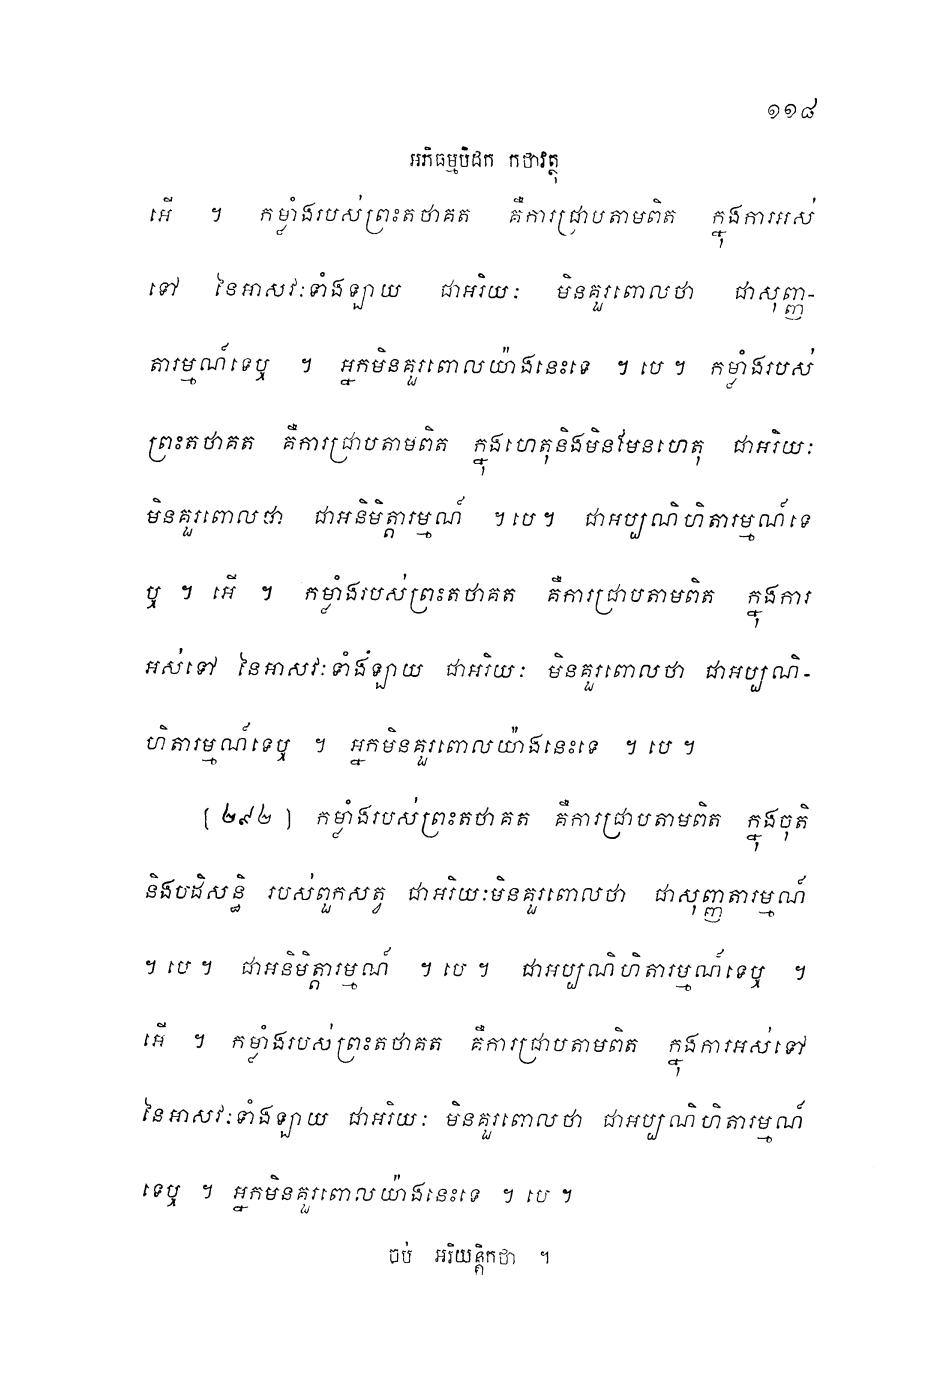 ១១៨
អភិធម្មបិដក កថាវត្ថុ
អើ ។ កម្លាំងរបស់ព្រះតថាគត គឺការជ្រាបតាមពិត ក្នុងការអស់
ទៅ នៃអាសវៈទាំងឡាយ ជាអរិយៈ មិនគួរពោលថា ជាសុញ្ញ-
តារម្មណ៍ទេឬ ។ អ្នកមិនគួរពោលយ៉ាងនេះទេ ។ បេ ។ កម្លាំងរបស់
ព្រះតថាគត គឺការជ្រាបតាមពិត ក្នុងហេតុនិងមិនមែនហេតុ ជាអរិយៈ
មិនគួរពោលថា ជាអនិមិត្តារម្មណ៍ ។ បេ ។ ជាអប្បណិហិតារម្មណ៍ទេ
ឬ ។ អើ ។ កម្លាំងរបស់ព្រះតថាគត គឺការជ្រាបតាមពិត ក្នុងការ
អស់ទៅ នៃអាសវៈទាំងឡាយ ជាអរិយៈ មិនគួរពោលថា ជាអប្បណិ-
ហិតារម្មណ៍ទេឬ ។ អ្នកមិនគួរពោលយ៉ាងនេះទេ ។ បេ ។
[ ២៩២ ] កម្លាំងរបស់ព្រះតថាគត គឺការជ្រាបតាមពិត ក្នុងចុតិ
និងបដិសន្ធិ របស់ពួកសត្វ ជាអរិយៈមិនគួរពោលថា ជាសុញ្ញតារម្មណ៍
។ បេ ។ ជាអនិមិត្តារម្មណ៍ ។ បេ ។ ជាអប្បណិហិតារម្មណ៍ទេឬ ។
អើ ។ កម្លាំងរបស់ព្រះតថាគត គឺការជ្រាបតាមពិត ក្នុងការអស់ទៅ
នៃអាសវៈទាំងឡាយ ជាអរិយៈ មិនគួរពោលថា ជាអប្បណិហិតារម្មណ៍
ទេឬ ។ អ្នកមិនគួរពោលយ៉ាងនេះទេ ។ បេ ។
ចប់ អរិយន្តិកថា ។